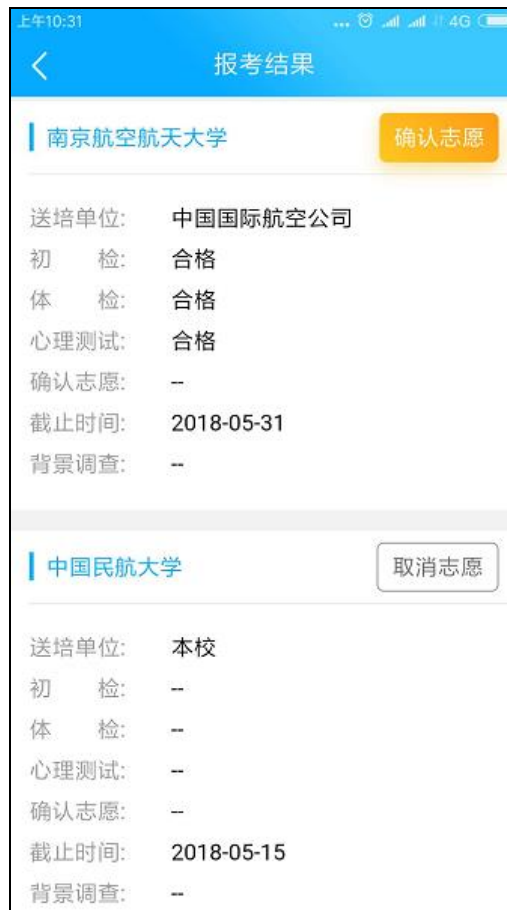 上午10:31 ... 4G
报考结果
南京航空航天大学 确认志愿
送培单位: 中国国际航空公司
初 检: 合格
体 检: 合格
心理测试: 合格
确认志愿: --
截止时间: 2018-05-31
背景调查: --
中国民航大学 取消志愿
送培单位: 本校
初 检: --
体 检: --
心理测试: --
确认志愿: --
截止时间: 2018-05-15
背景调查: --